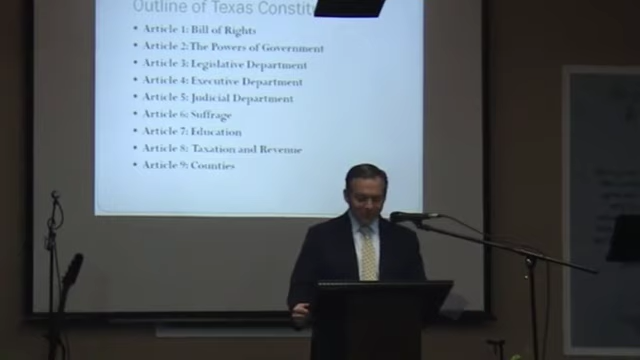 Outline of Texas Constit
• Article 1: Bill of Rights
• Article 2: The Powers of Government
• Article 3: Legislative Department
• Article 4: Executive Department
• Article 5: Judicial Department
• Article 6: Suffrage
• Article 7: Education
• Article 8: Taxation and Revenue
• Article 9: Counties